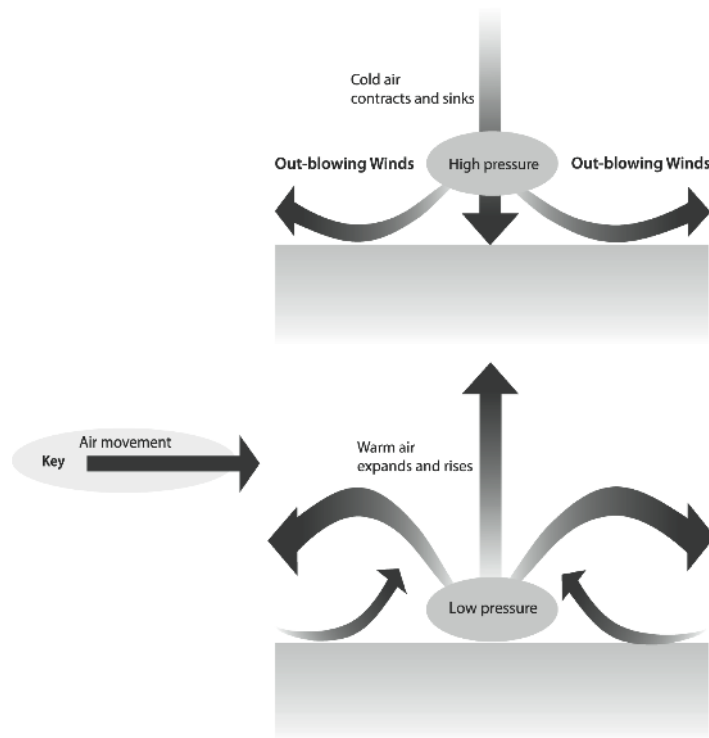 Cold air
contracts and sinks
Out-blowing Winds
High pressure
Out-blowing Winds
Air movement
Key
Warm air
expands and rises
Low pressure